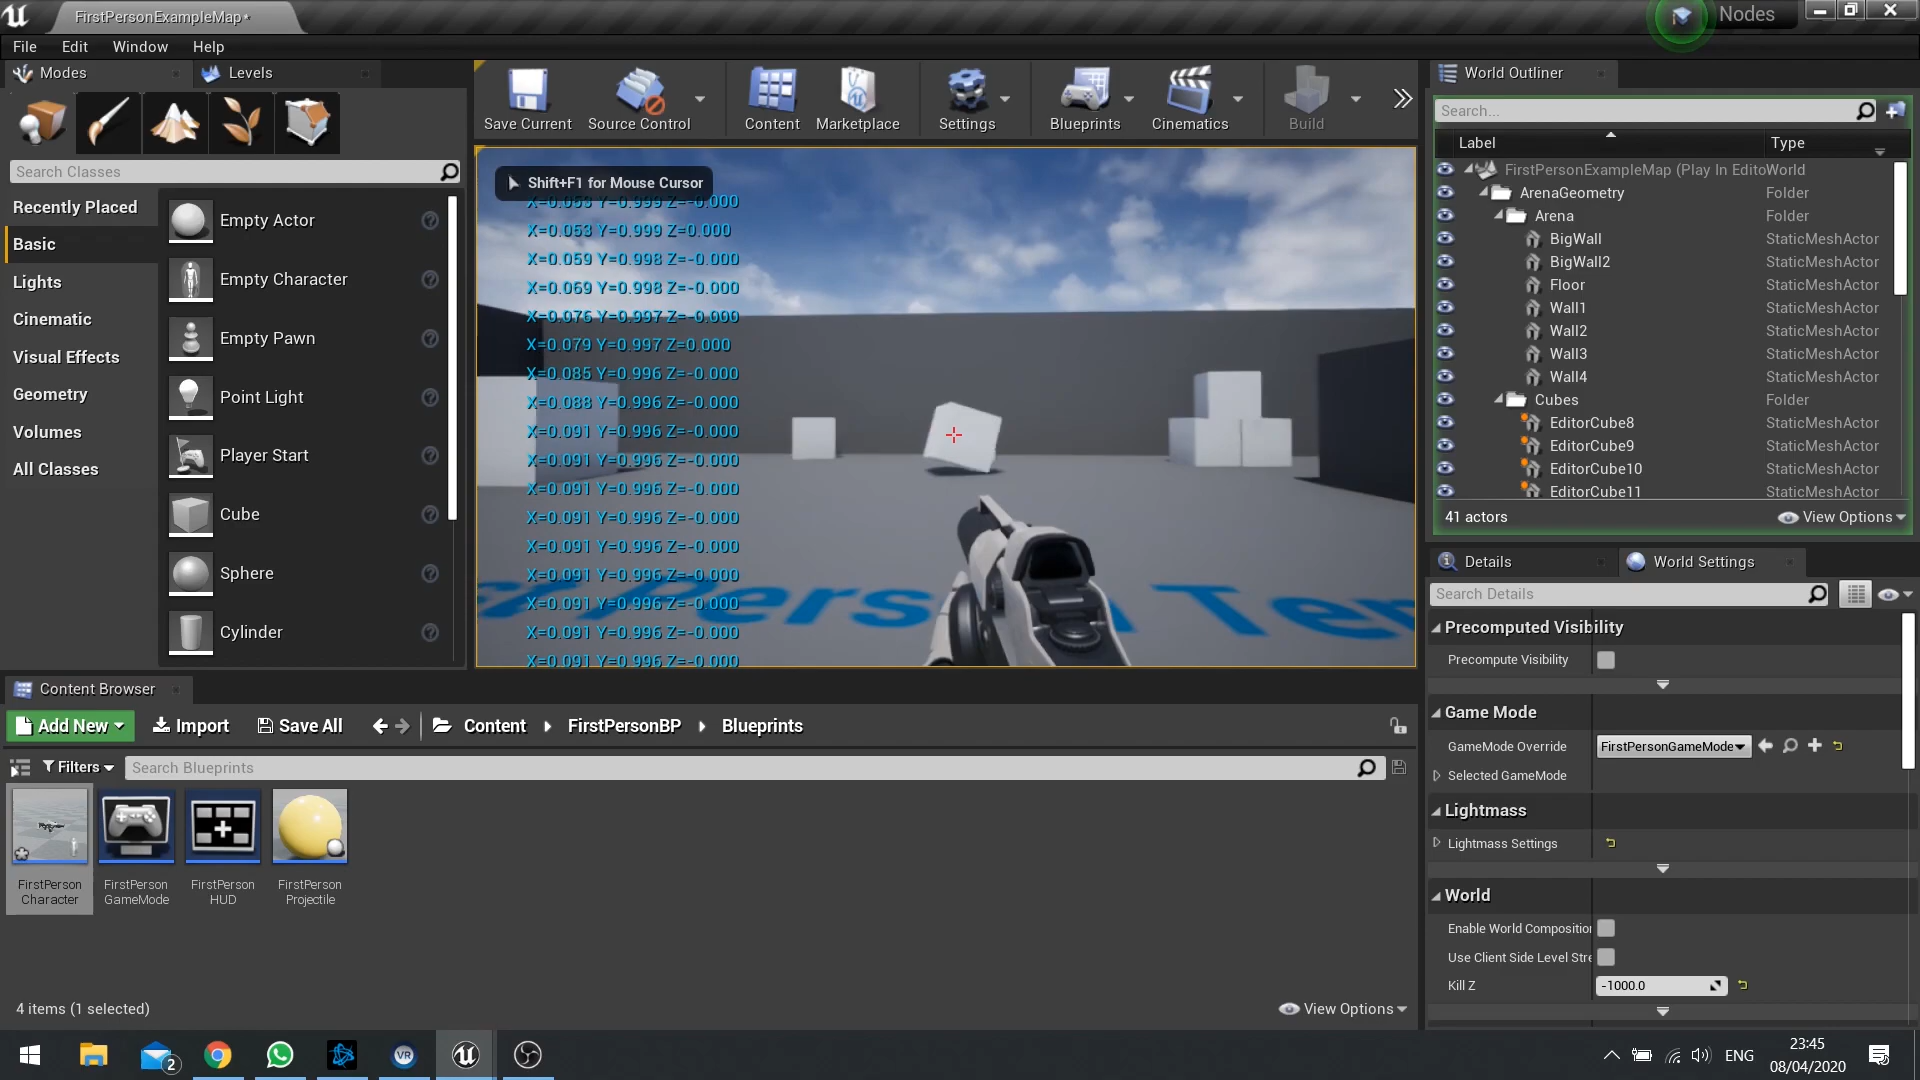 FirstPersonExampleMap*
Nodes
File Edit Window Help
Modes
Levels
Search Classes
Recently Placed
Basic
Lights
Cinematic
Visual Effects
Geometry
Volumes
All Classes
Empty Actor
Empty Character
Empty Pawn
Point Light
Player Start
Cube
Sphere
Cylinder
Save Current
Source Control
Content
Marketplace
Settings
Blueprints
Cinematics
Build
Shift+F1 for Mouse Cursor
X=0.053 Y=0.999 Z=-0.000
X=0.053 Y=0.999 Z=0.000
X=0.059 Y=0.998 Z=-0.000
X=0.069 Y=0.998 Z=-0.000
X=0.076 Y=0.997 Z=-0.000
X=0.079 Y=0.997 Z=0.000
X=0.085 Y=0.996 Z=-0.000
X=0.088 Y=0.996 Z=-0.000
X=0.091 Y=0.996 Z=-0.000
X=0.091 Y=0.996 Z=-0.000
X=0.091 Y=0.996 Z=-0.000
X=0.091 Y=0.996 Z=-0.000
X=0.091 Y=0.996 Z=-0.000
X=0.091 Y=0.996 Z=-0.000
X=0.091 Y=0.996 Z=-0.000
X=0.091 Y=0.996 Z=-0.000
X=0.091 Y=0.996 Z=-0.000
Person Te
World Outliner
Search...
Label Type
FirstPersonExampleMap (Play In Edito World
ArenaGeometry Folder
Arena Folder
BigWall StaticMeshActor
BigWall2 StaticMeshActor
Floor StaticMeshActor
Wall1 StaticMeshActor
Wall2 StaticMeshActor
Wall3 StaticMeshActor
Wall4 StaticMeshActor
Cubes Folder
EditorCube8 StaticMeshActor
EditorCube9 StaticMeshActor
EditorCube10 StaticMeshActor
EditorCube11 StaticMeshActor
41 actors
View Options
Details
World Settings
Search Details
Precomputed Visibility
Precompute Visibility
Game Mode
GameMode Override FirstPersonGameMode
Selected GameMode
Lightmass
Lightmass Settings
World
Enable World Composition
Use Client Side Level Stre
Kill Z -1000.0
Content Browser
Add New Import Save All Content FirstPersonBP Blueprints
Filters Search Blueprints
FirstPerson
Character
FirstPerson
GameMode
FirstPerson
HUD
FirstPerson
Projectile
4 items (1 selected)
View Options
2
VR
ENG
23:45
08/04/2020